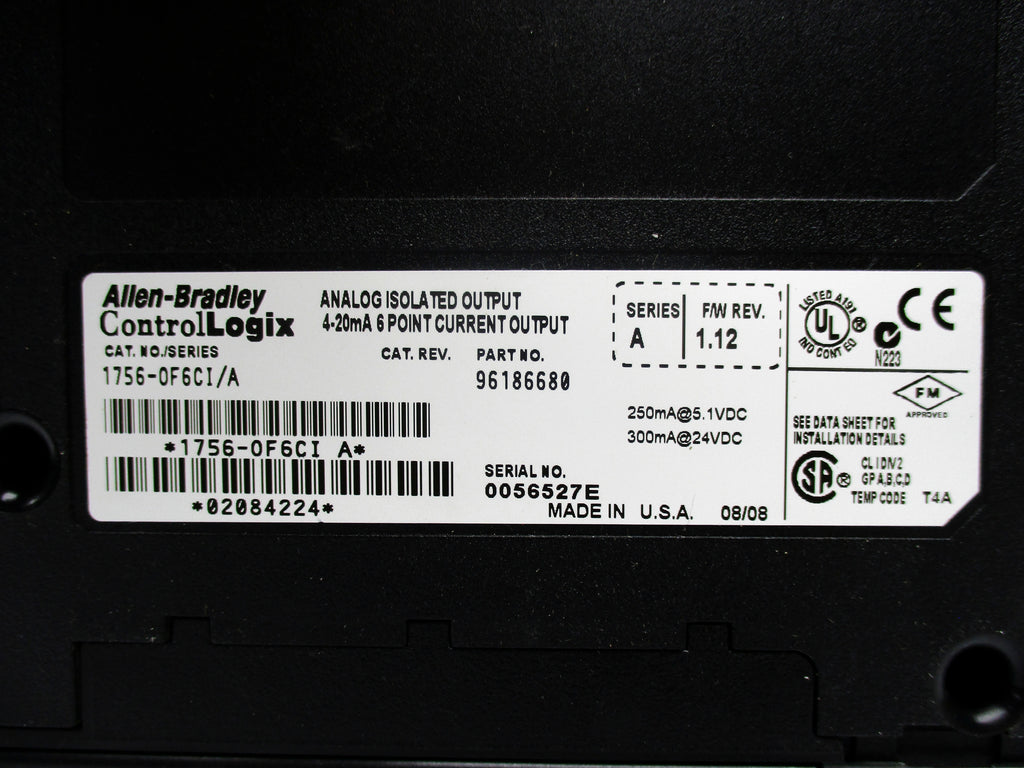 Allen-Bradley
ControlLogix
CAT. NO./SERIES
1756-OF6CI/A
*1756-OF6CI A*
*02084224*
ANALOG ISOLATED OUTPUT
4-20mA 6 POINT CURRENT OUTPUT
CAT. REV. PART NO.
96186680
SERIES F/W REV.
A 1.12
250mA@5.1VDC
300mA@24VDC
SERIAL NO.
0056527E
MADE IN U.S.A. 08/08
LISTED A191
UL ®
IND CONT EQ
C N223
CE
FM
APPROVED
SEE DATA SHEET FOR
INSTALLATION DETAILS
SA ®
CL I DIV2
GP A,B,C,D
TEMP CODE T4A